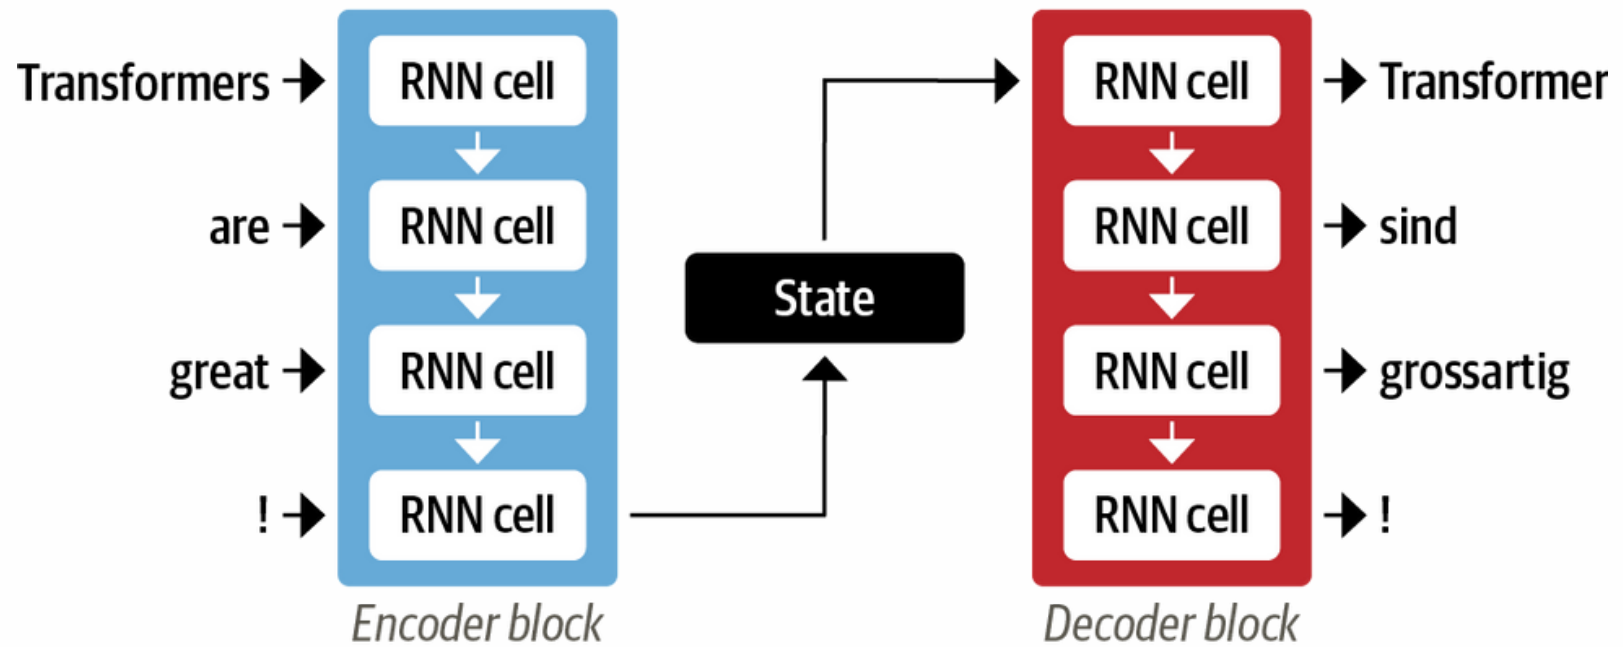 Transformers
RNN cell
RNN cell
Transformer
are
RNN cell
RNN cell
sind
State
great
RNN cell
RNN cell
grossartig
!
RNN cell
RNN cell
!
Encoder block
Decoder block